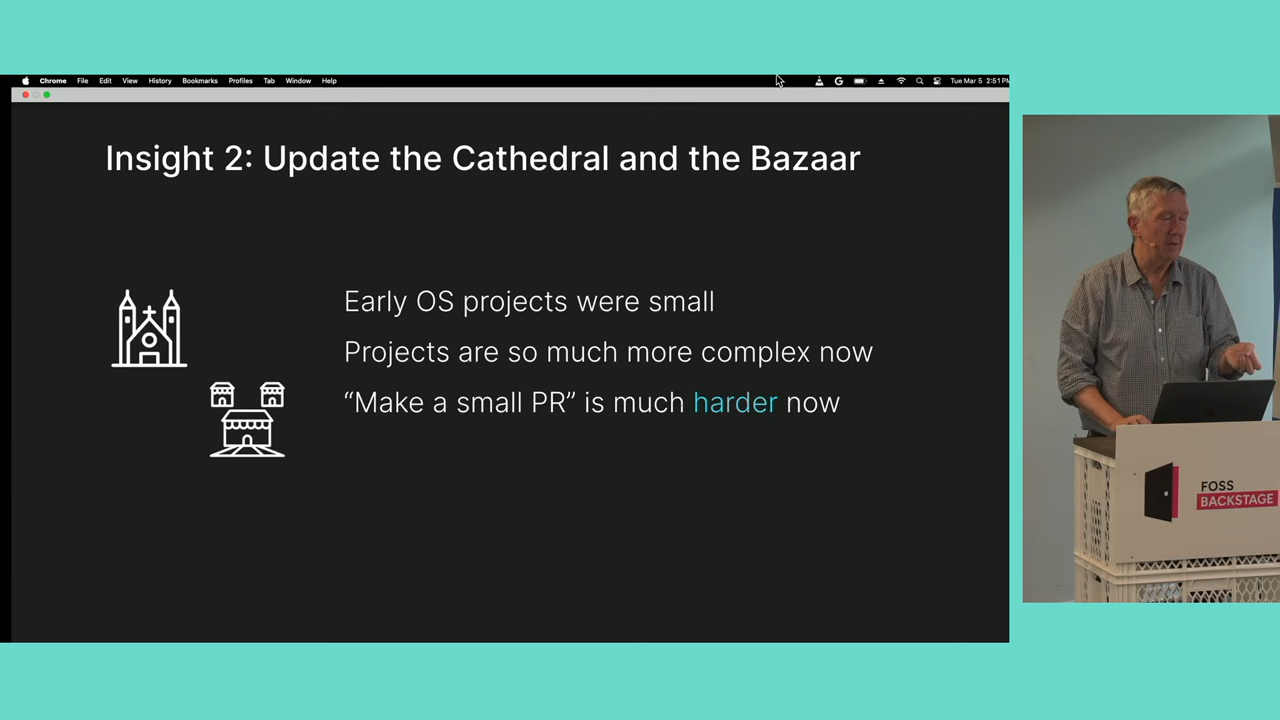 Chrome File Edit View History Bookmarks Profiles Tab Window Help
Tue Mar 5 2:51 PM
Insight 2: Update the Cathedral and the Bazaar
Early OS projects were small
Projects are so much more complex now
“Make a small PR” is much harder now
FOSS
BACKSTAGE